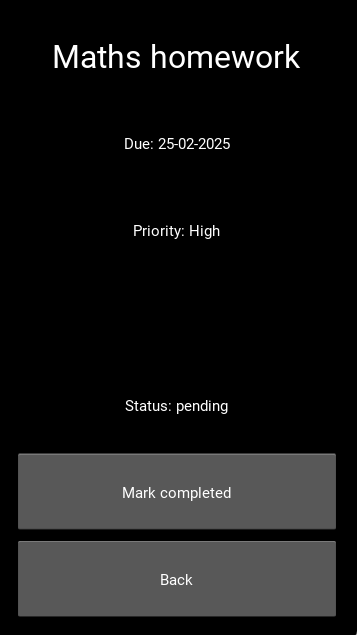 Maths homework
Due: 25-02-2025
Priority: High
Status: pending
Mark completed
Back